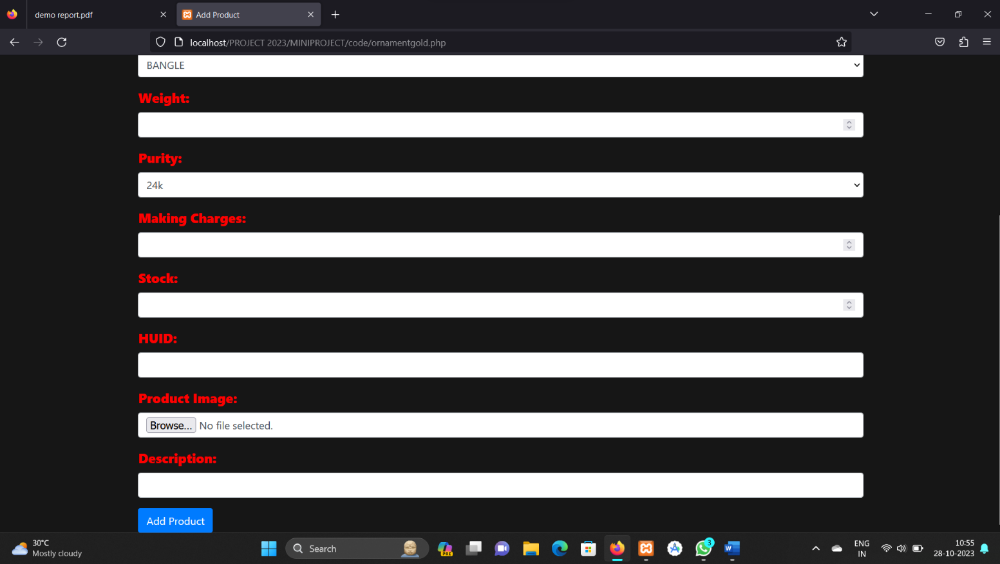 demo report.pdf
Add Product
localhost/PROJECT 2023/MINIPROJECT/code/ornamentgold.php
BANGLE
Weight:
Purity:
24k
Making Charges:
Stock:
HUID:
Product Image:
Browse... No file selected.
Description:
Add Product
30°C
Mostly cloudy
Search
PRE
3
W
ENG
IN
10:55
28-10-2023